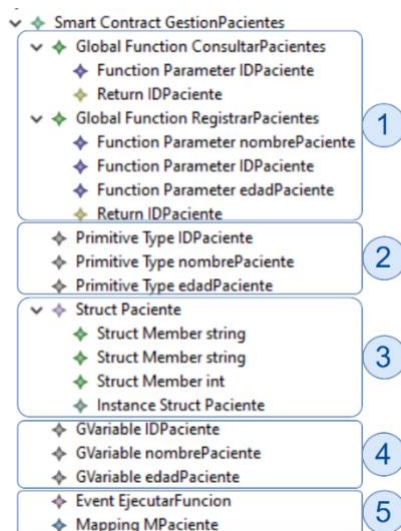 Smart Contract GestionPacientes
Global Function ConsultarPacientes
Function Parameter IDPaciente
Return IDPaciente
Global Function RegistrarPacientes
Function Parameter nombrePaciente
Function Parameter IDPaciente
Function Parameter edadPaciente
Return IDPaciente
1
Primitive Type IDPaciente
Primitive Type nombrePaciente
Primitive Type edadPaciente
2
Struct Paciente
Struct Member string
Struct Member string
Struct Member int
Instance Struct Paciente
3
GVariable IDPaciente
GVariable nombrePaciente
GVariable edadPaciente
4
Event EjecutarFuncion
Mapping MPaciente
5